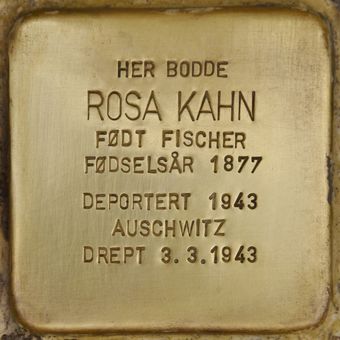 HER BODDE
ROSA KAHN
FØDT FISCHER
FØDSELSÅR 1877
DEPORTERT 1943
AUSCHWITZ
DREPT 3.3.1943